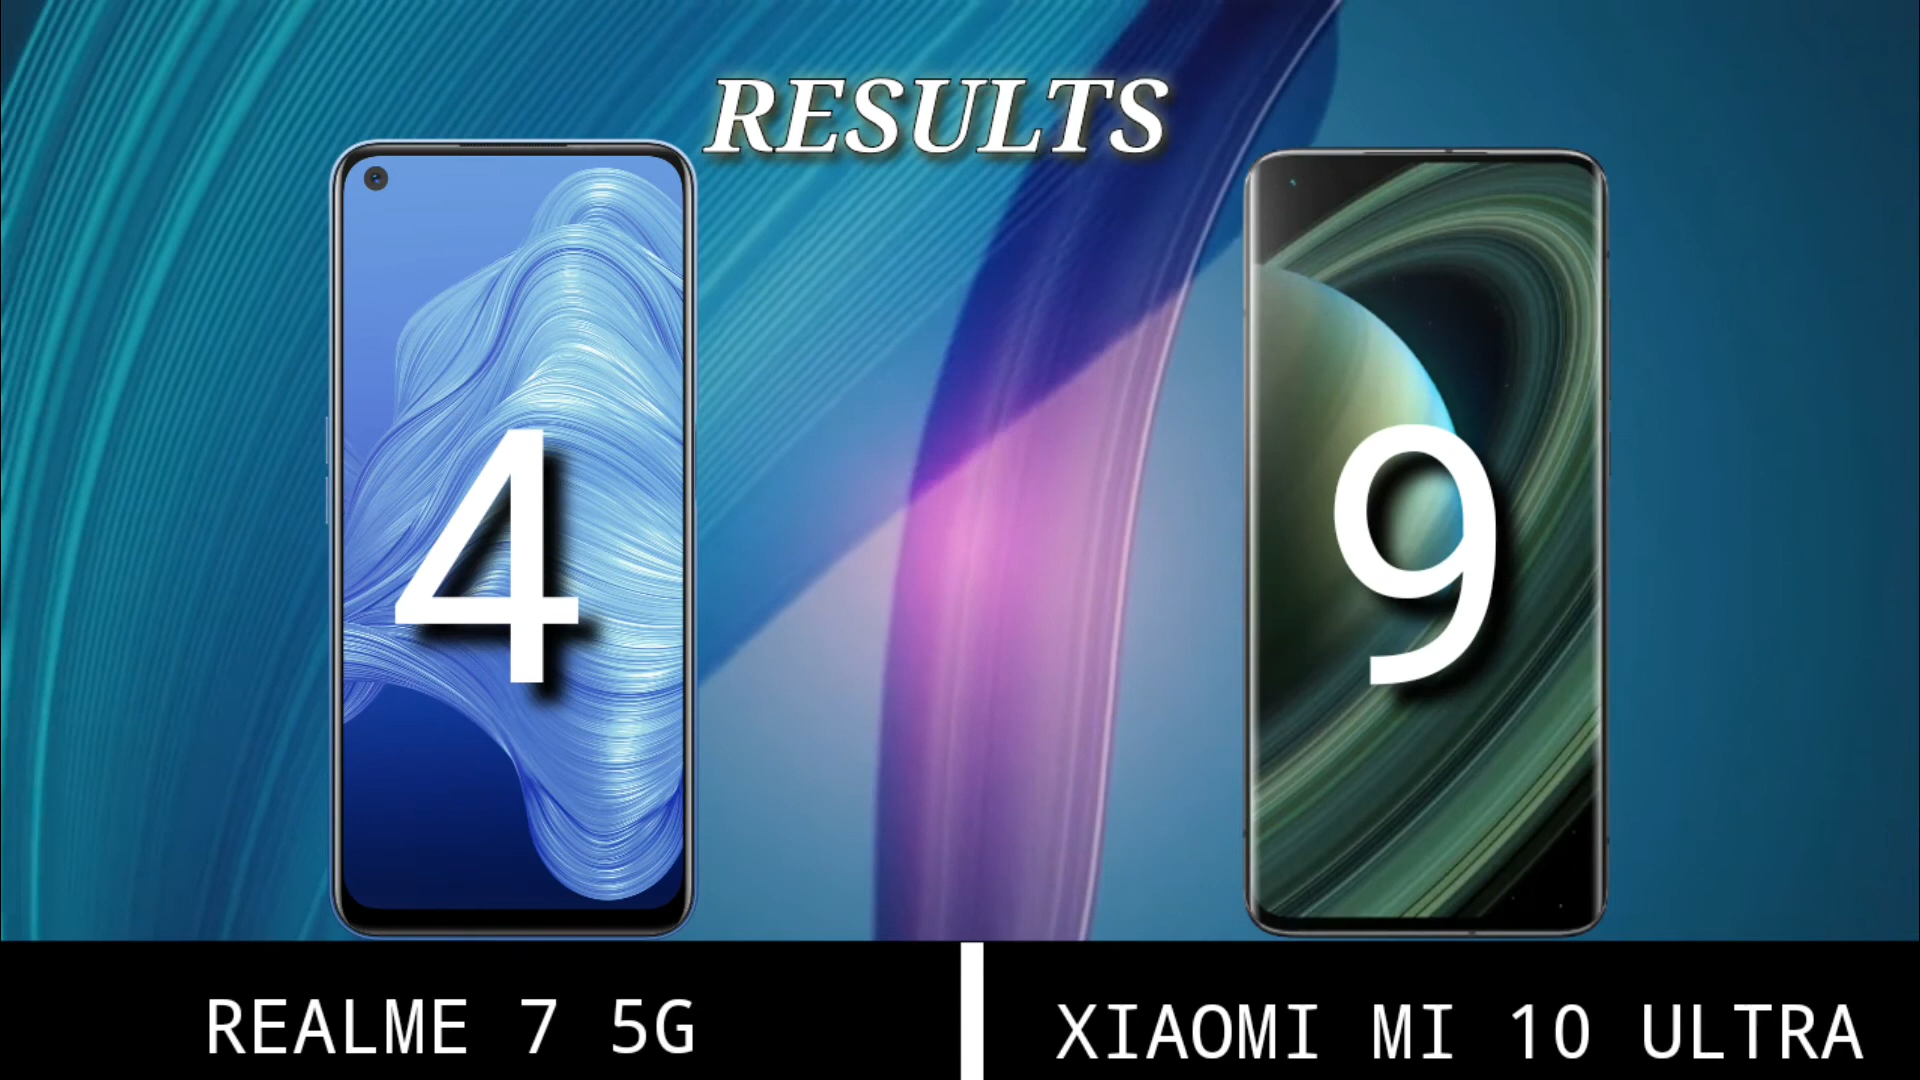 RESULTS
4
9
REALME 7 5G
XIAOMI MI 10 ULTRA